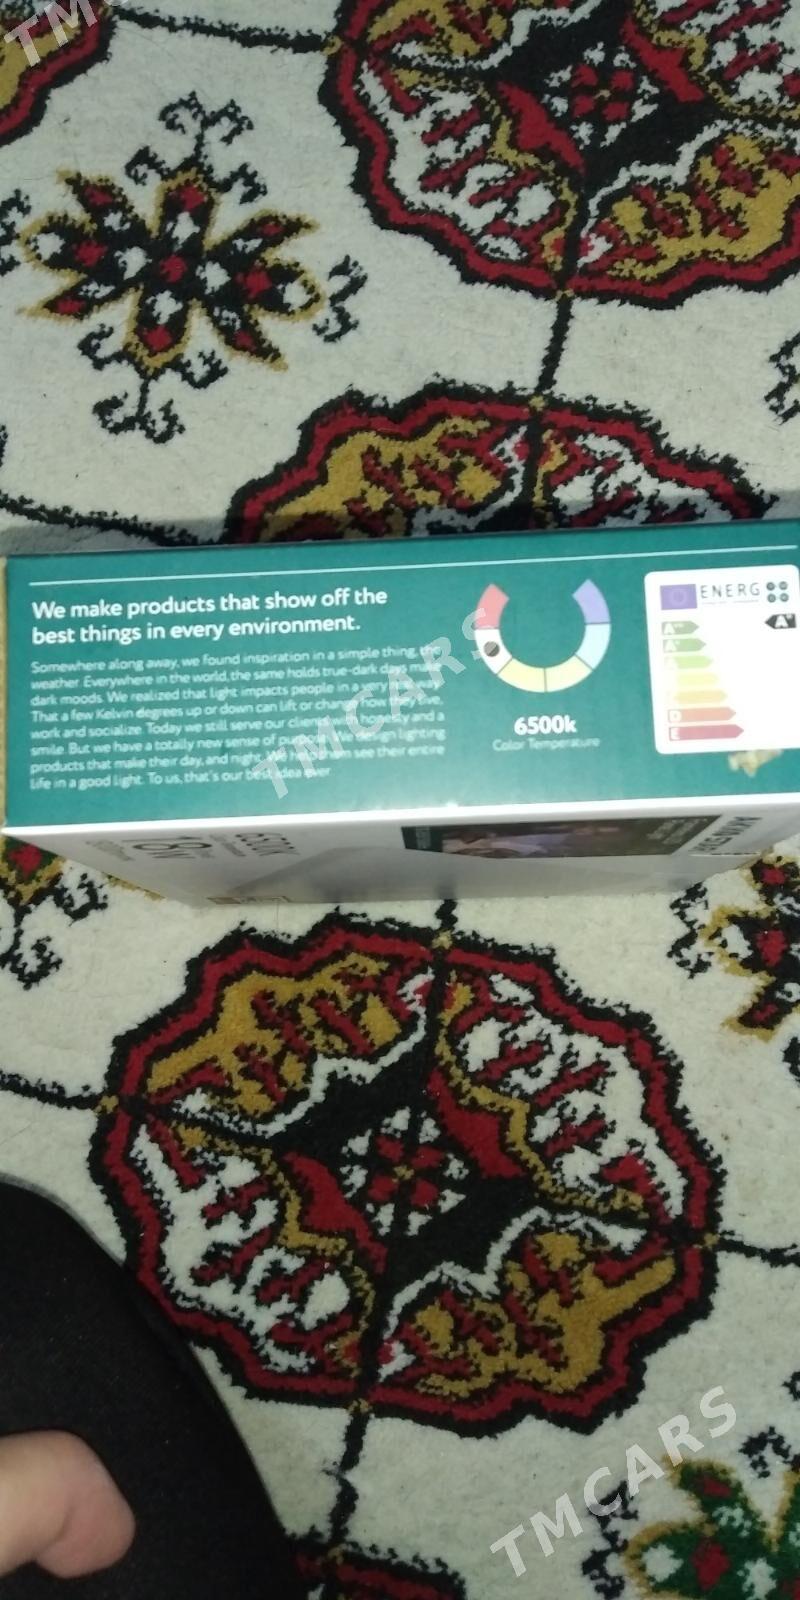 TMCARS
We make products that show off the
best things in every environment.
Somewhere along away, we found inspiration in a simple thing, the
weather. Everywhere in the world, the same holds true-dark days make
dark moods. We realized that light impacts people in a very
That a few Kelvin degrees up or down can lift or change how they live,
work and socialize. Today we still serve our clients with honesty and a
smile. But we have a totally new sense of purpose. We design lighting
products that make their day, and night. We help them see their entire
life in a good light. To us, that's our best idea ever.
6500k
Color Temperature
ENERG
A++
A+
A
D
E
A+
TMCARS
6500K
18W
TMCARS